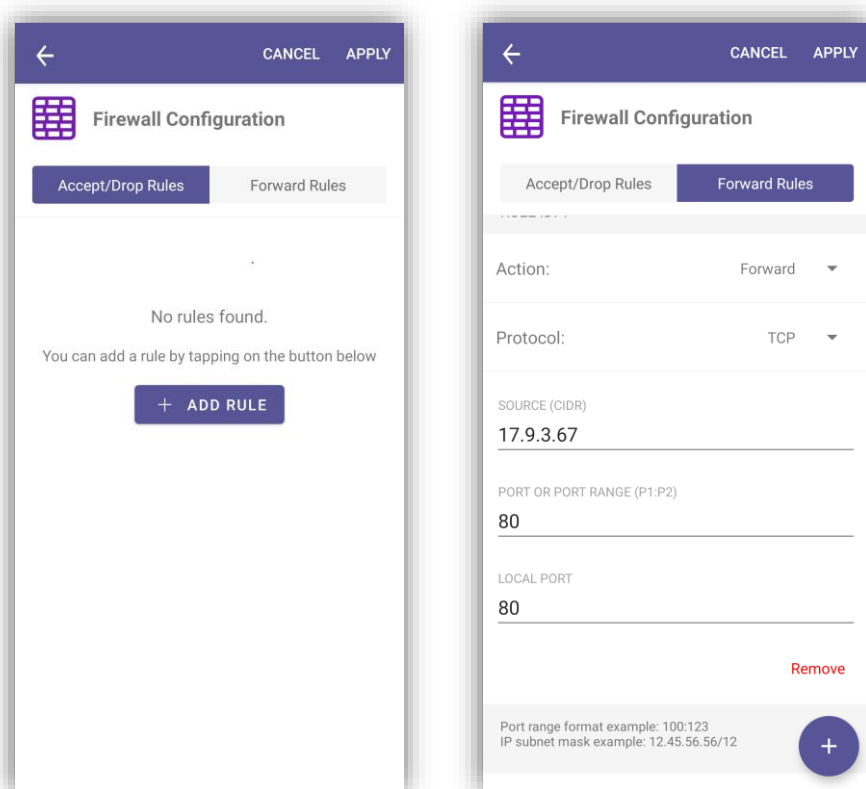 CANCEL APPLY
Firewall Configuration
Accept/Drop Rules Forward Rules
No rules found.
You can add a rule by tapping on the button below
+ ADD RULE
CANCEL APPLY
Firewall Configuration
Accept/Drop Rules Forward Rules
Action: Forward
Protocol: TCP
SOURCE (CIDR)
17.9.3.67
PORT OR PORT RANGE (P1:P2)
80
LOCAL PORT
80
Remove
Port range format example: 100:123
IP subnet mask example: 12.45.56.56/12
+